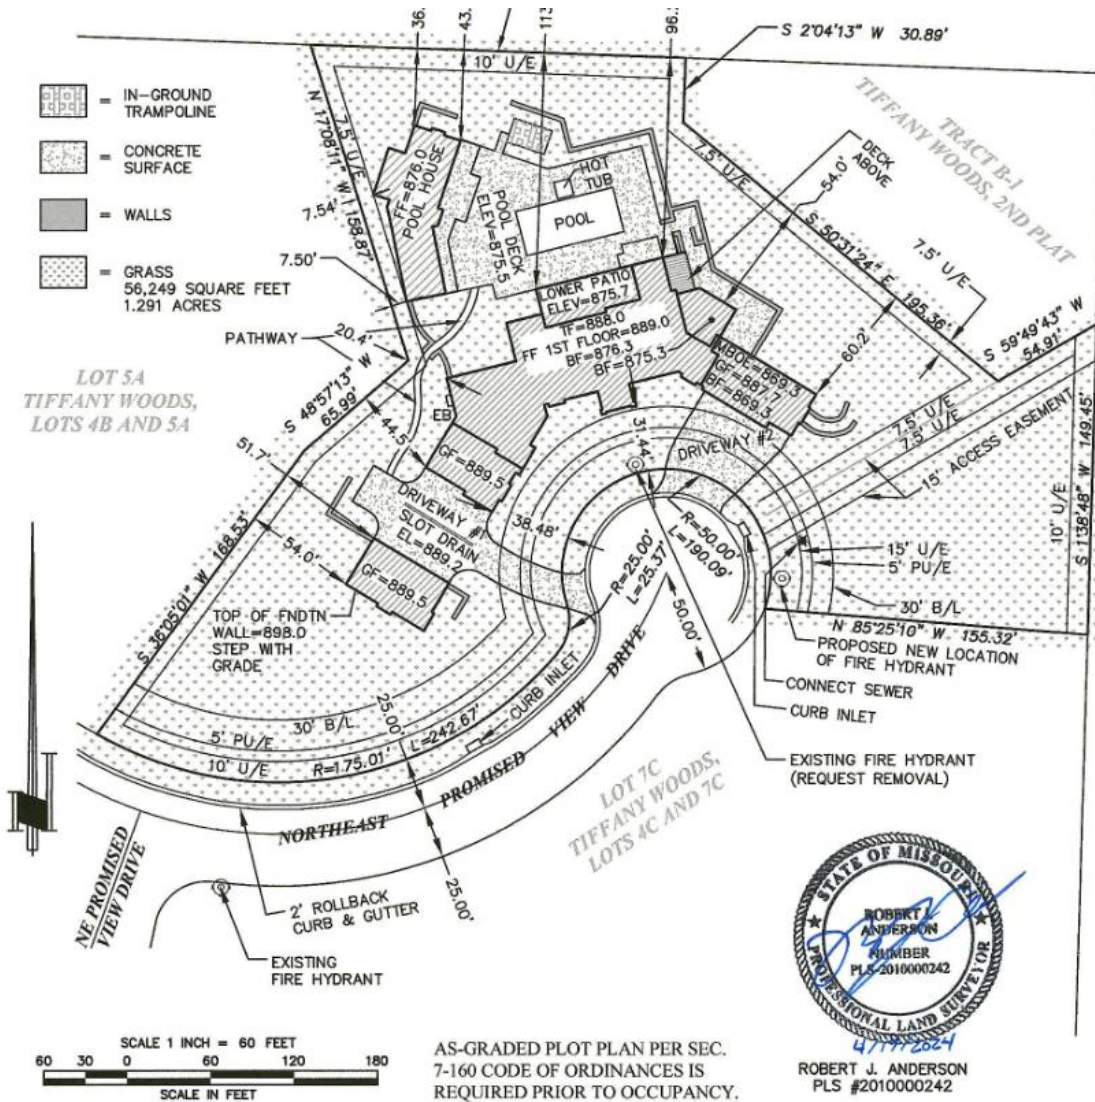 36.
43.
113
96.
S 2°04'13" W 30.89'
10' U/E
= IN-GROUND
TRAMPOLINE
= CONCRETE
SURFACE
= WALLS
= GRASS
56,249 SQUARE FEET
1.291 ACRES
N 17°08'11" W 158.87'
7.5' U/E
7.54'
7.50'
FF=876.0
POOL HOUSE
POOL DECK
ELEV=875.5
HOT
TUB
POOL
DECK
ABOVE
54.0'
7.5' U/E
TRACT B-1
TIFFANY WOODS, 2ND PLAT
S 50°31'24" E 195.36'
7.5' U/E
S 59°49'43" W
54.91'
LOWER PATIO
ELEV=875.7
TF=888.0
FF 1ST FLOOR=889.0
BF=876.3
BF=875.3
MBOE=869.3
GF=887.7
BF=869.3
60.2'
PATHWAY
20.4'
LOT 5A
TIFFANY WOODS,
LOTS 4B AND 5A
S 48°57'13" W
65.99'
EB
44.5'
51.7'
GF=889.5
31.44'
DRIVEWAY #2
7.5' U/E
7.5' U/E
15' ACCESS EASEMENT
10' U/E
S 1°38'48" W 149.45'
DRIVEWAY #1
SLOT DRAIN
EL=889.2
38.48'
S 36°05'01" W 168.53'
54.0'
GF=889.5
R=50.00'
L=190.09'
R=25.00'
L=25.37'
50.00'
15' U/E
5' PU/E
30' B/L
N 85°25'10" W 155.32'
TOP OF FNDTN
WALL=898.0
STEP WITH
GRADE
PROPOSED NEW LOCATION
OF FIRE HYDRANT
CONNECT SEWER
CURB INLET
CURB INLET
30' B/L
5' PU/E
10' U/E
25.00'
R=175.01' L=242.67'
NORTHEAST PROMISED VIEW DRIVE
EXISTING FIRE HYDRANT
(REQUEST REMOVAL)
LOT 7C
TIFFANY WOODS,
LOTS 4C AND 7C
NE PROMISED
VIEW DRIVE
25.00'
2' ROLLBACK
CURB & GUTTER
EXISTING
FIRE HYDRANT
STATE OF MISSOURI
ROBERT J.
ANDERSON
NUMBER
PLS-2010000242
PROFESSIONAL LAND SURVEYOR
4/19/2024
ROBERT J. ANDERSON
PLS #2010000242
SCALE 1 INCH = 60 FEET
60 30 0 60 120 180
SCALE IN FEET
AS-GRADED PLOT PLAN PER SEC.
7-160 CODE OF ORDINANCES IS
REQUIRED PRIOR TO OCCUPANCY.